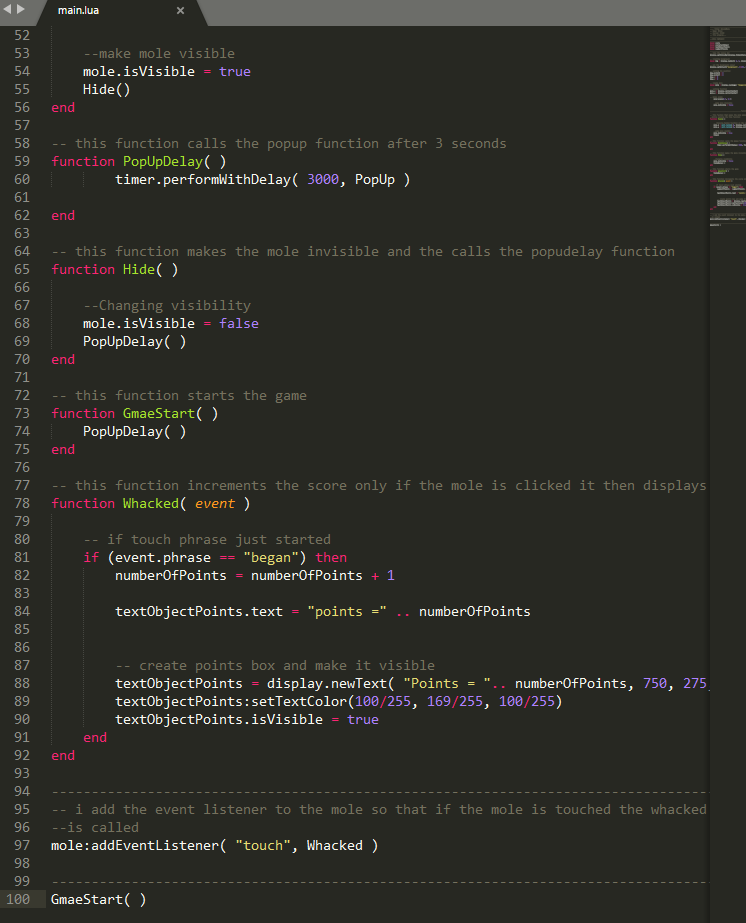 main.lua ×
52
53 --make mole visible
54 mole.isVisible = true
55 Hide()
56 end
57
58 -- this function calls the popup function after 3 seconds
59 function PopUpDelay( )
60 timer.performWithDelay( 3000, PopUp )
61
62 end
63
64 -- this function makes the mole invisible and the calls the popudelay function
65 function Hide( )
66
67 --Changing visibility
68 mole.isVisible = false
69 PopUpDelay( )
70 end
71
72 -- this function starts the game
73 function GmaeStart( )
74 PopUpDelay( )
75 end
76
77 -- this function increments the score only if the mole is clicked it then displays
78 function Whacked( event )
79
80 -- if touch phrase just started
81 if (event.phrase == "began") then
82 numberOfPoints = numberOfPoints + 1
83
84 textObjectPoints.text = "points =" .. numberOfPoints
85
86
87 -- create points box and make it visible
88 textObjectPoints = display.newText( "Points = ".. numberOfPoints, 750, 275
89 textObjectPoints:setTextColor(100/255, 169/255, 100/255)
90 textObjectPoints.isVisible = true
91 end
92 end
93
94 ----------------------------------------------------------------------------------
95 -- i add the event listener to the mole so that if the mole is touched the whacked
96 --is called
97 mole:addEventListener( "touch", Whacked )
98
99 ----------------------------------------------------------------------------------
100 GmaeStart( )